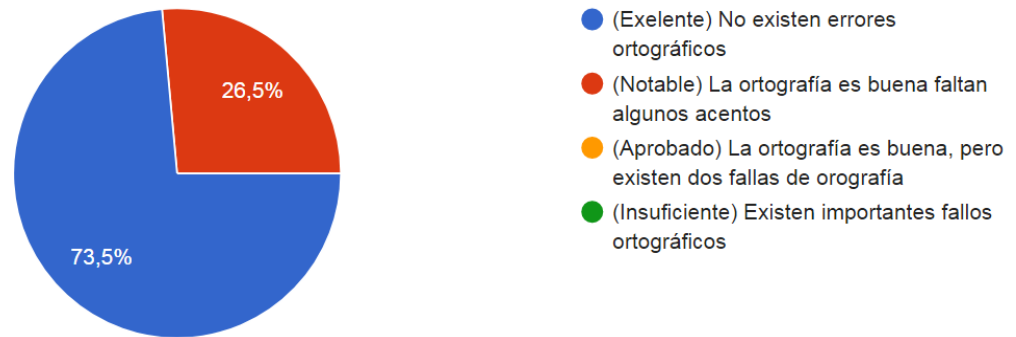 (Exelente) No existen errores
ortográficos
(Notable) La ortografía es buena faltan
algunos acentos
(Aprobado) La ortografía es buena, pero
existen dos fallas de orografía
(Insuficiente) Existen importantes fallos
ortográficos
26,5%
73,5%